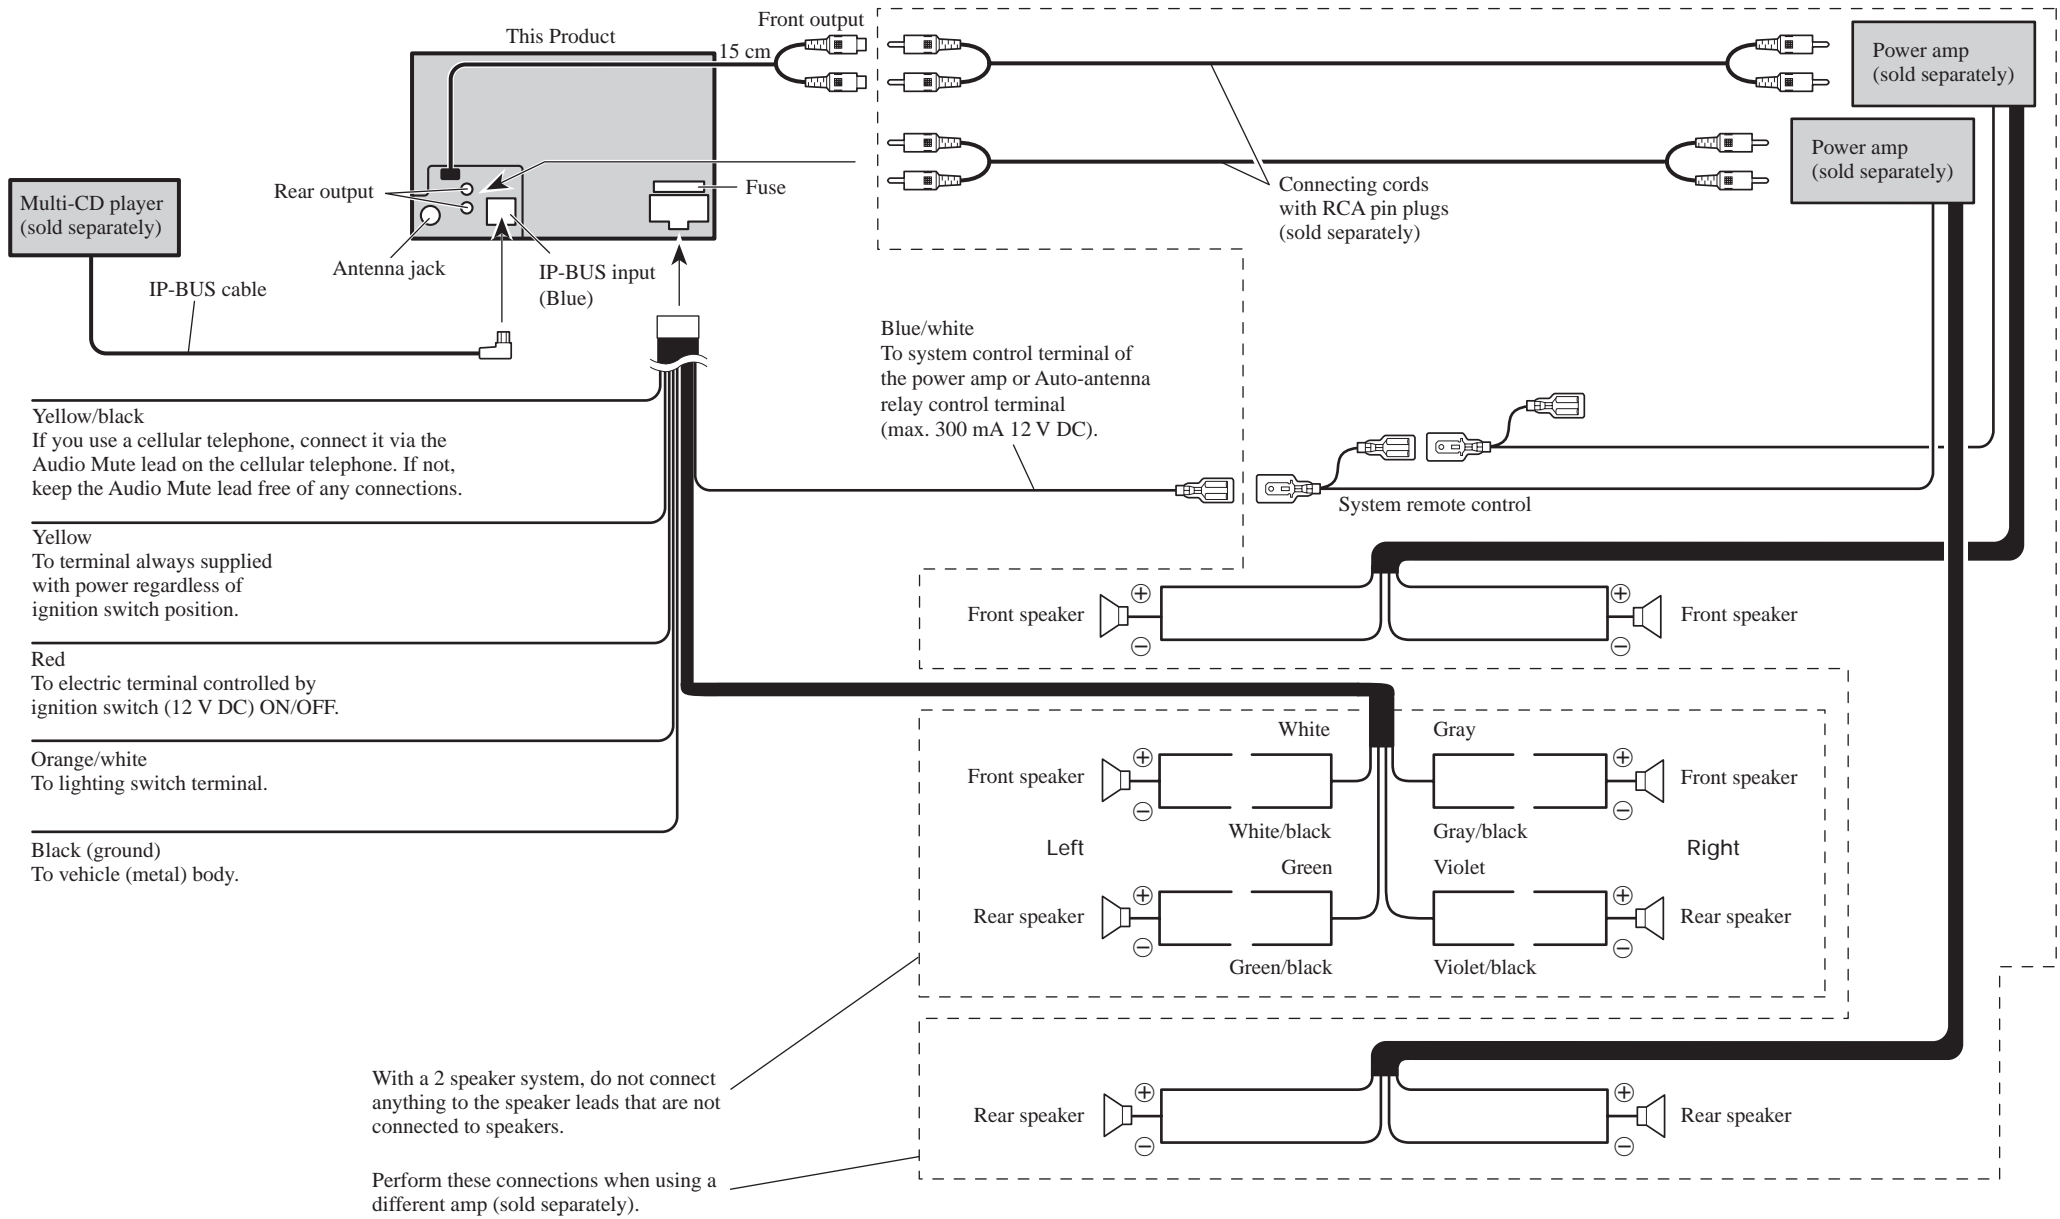 Front output
This Product
15 cm
Power amp
(sold separately)
Power amp
(sold separately)
Rear output
Fuse
Connecting cords
with RCA pin plugs
(sold separately)
Multi-CD player
(sold separately)
Antenna jack
IP-BUS input
(Blue)
IP-BUS cable
Blue/white
To system control terminal of
the power amp or Auto-antenna
relay control terminal
(max. 300 mA 12 V DC).
System remote control
Yellow/black
If you use a cellular telephone, connect it via the
Audio Mute lead on the cellular telephone. If not,
keep the Audio Mute lead free of any connections.
Yellow
To terminal always supplied
with power regardless of
ignition switch position.
Red
To electric terminal controlled by
ignition switch (12 V DC) ON/OFF.
Orange/white
To lighting switch terminal.
Black (ground)
To vehicle (metal) body.
Front speaker
+
−
+
−
Front speaker
White
Gray
Front speaker
+
−
+
−
Front speaker
White/black
Gray/black
Left
Right
Green
Violet
Rear speaker
+
−
+
−
Rear speaker
Green/black
Violet/black
With a 2 speaker system, do not connect
anything to the speaker leads that are not
connected to speakers.
Rear speaker
+
−
+
−
Rear speaker
Perform these connections when using a
different amp (sold separately).